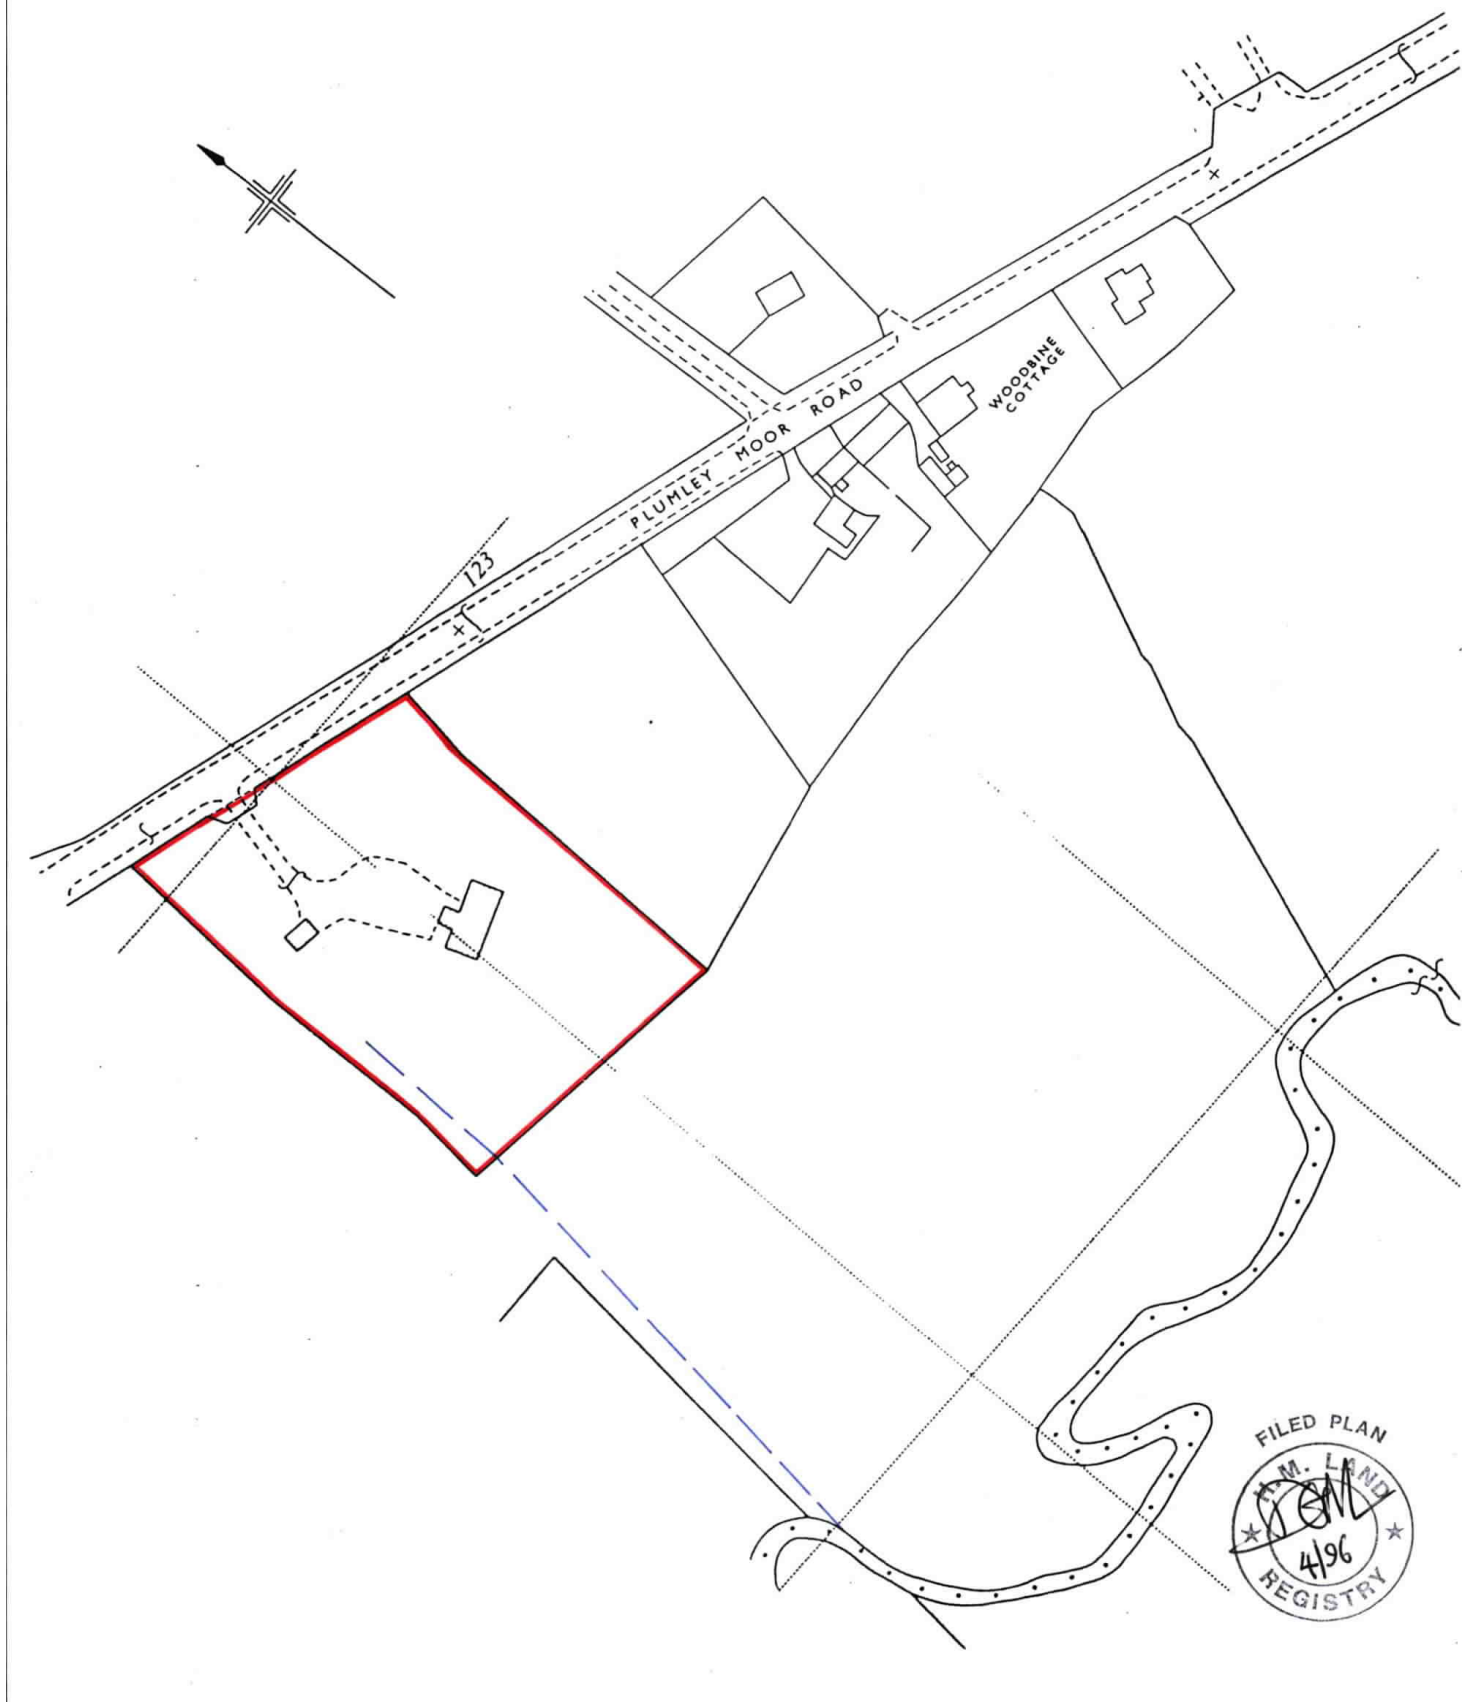 WOODBINE
COTTAGE
PLUMLEY MOOR ROAD
123
FILED PLAN
H.M. LAND
4/96
REGISTRY